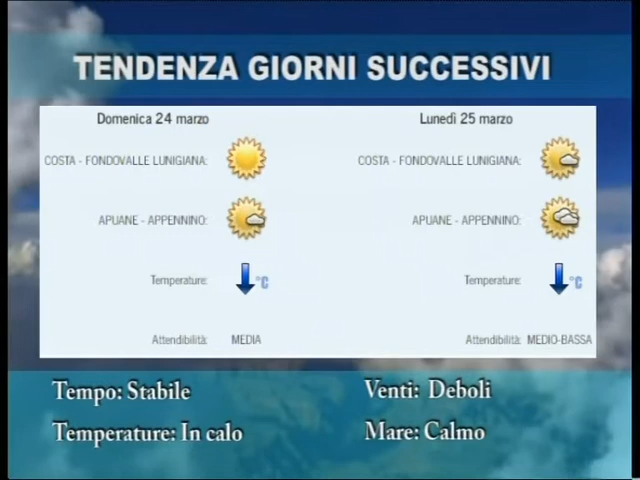 TENDENZA GIORNI SUCCESSIVI
Domenica 24 marzo
Lunedì 25 marzo
COSTA - FONDOVALLE LUNIGIANA:
COSTA - FONDOVALLE LUNIGIANA:
APUANE - APPENNINO:
APUANE - APPENNINO:
Temperature: °C
Temperature: °C
Attendibilità: MEDIA
Attendibilità: MEDIO-BASSA
Tempo: Stabile
Venti: Deboli
Temperature: In calo
Mare: Calmo